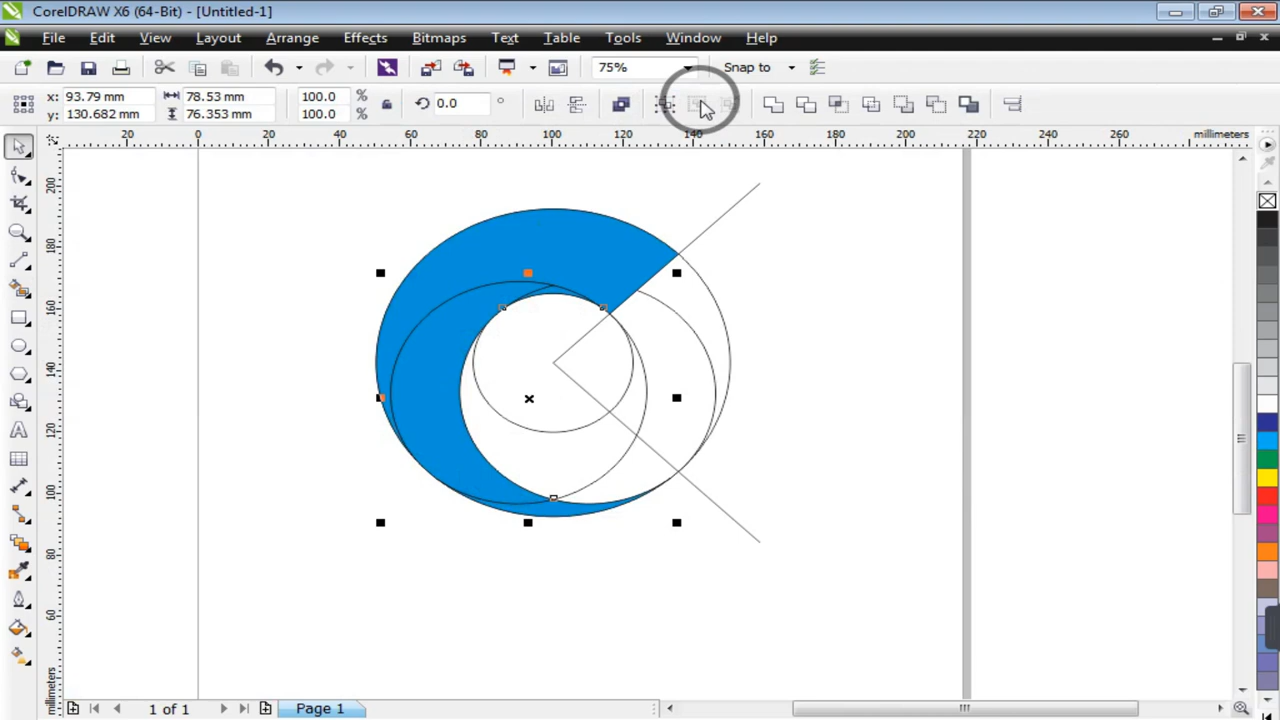 CorelDRAW X6 (64-Bit) - [Untitled-1]
File Edit View Layout Arrange Effects Bitmaps Text Table Tools Window Help
75% Snap to
x: 93.79 mm 78.53 mm 100.0 %
y: 130.682 mm 76.353 mm 100.0 %
0.0 °
20 0 20 40 60 80 100 120 140 160 180 200 220 240 260 millimeters
200
180
160
140
120
100
80
60
millimeters
1 of 1 Page 1